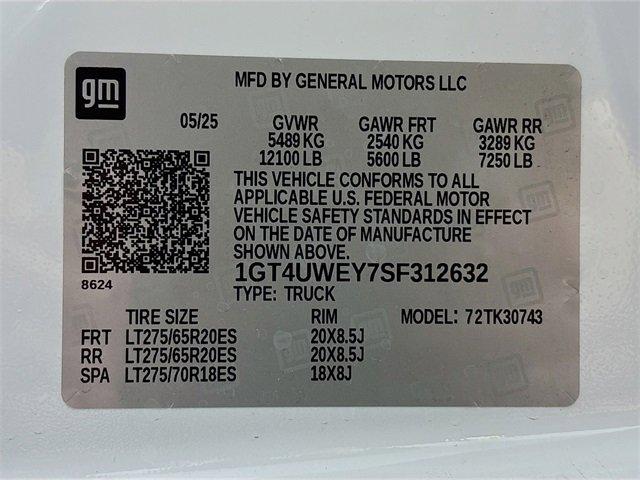 gm
MFD BY GENERAL MOTORS LLC
05/25 GVWR GAWR FRT GAWR RR
5489 KG 2540 KG 3289 KG
12100 LB 5600 LB 7250 LB
THIS VEHICLE CONFORMS TO ALL
APPLICABLE U.S. FEDERAL MOTOR
VEHICLE SAFETY STANDARDS IN EFFECT
ON THE DATE OF MANUFACTURE
SHOWN ABOVE.
1GT4UWEY7SF312632
8624
TYPE: TRUCK
TIRE SIZE RIM MODEL: 72TK30743
FRT LT275/65R20ES 20X8.5J
RR LT275/65R20ES 20X8.5J
SPA LT275/70R18ES 18X8J